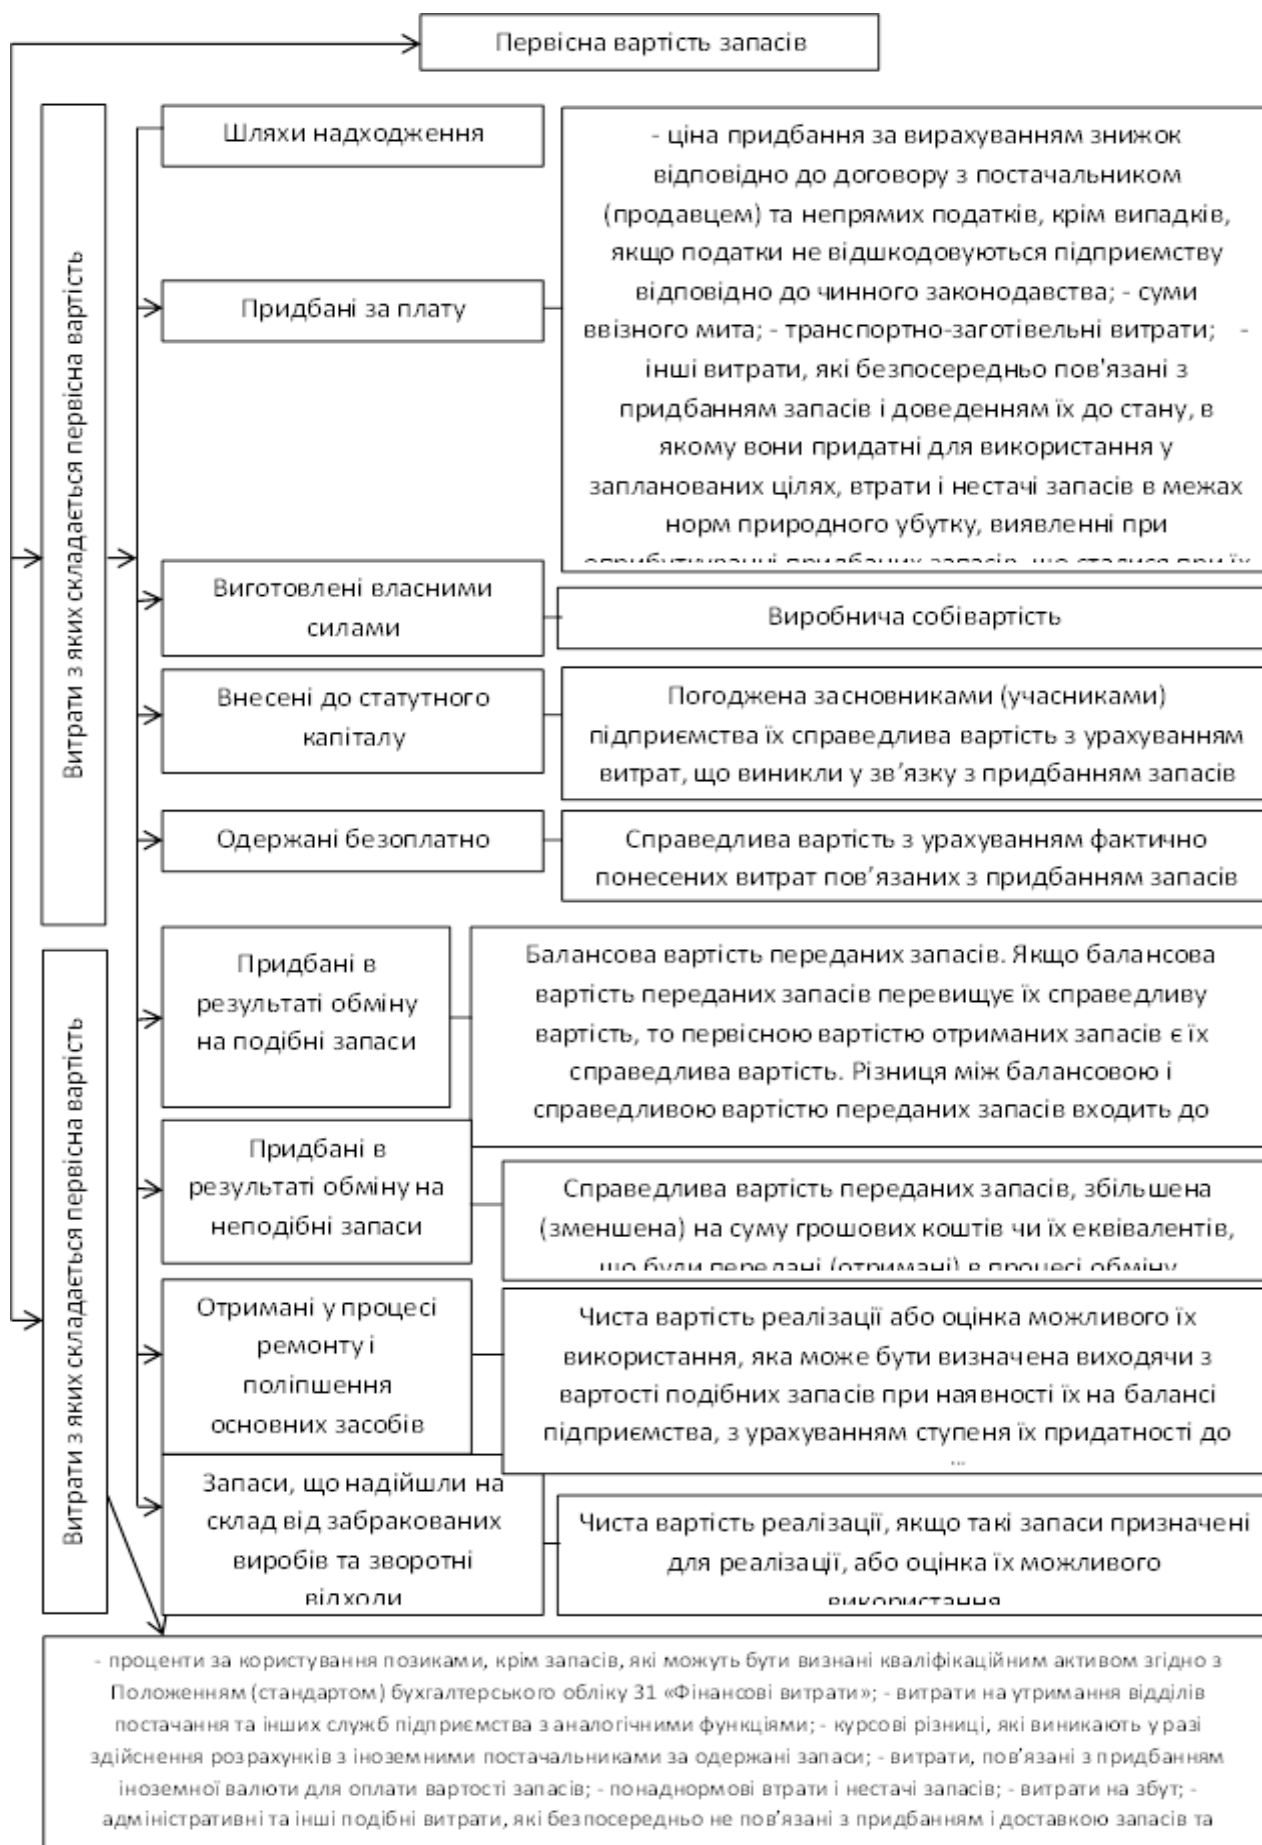 Первісна вартість запасів
Витрати з яких складається первісна вартість
Шляхи надходження
Придбані за плату
- ціна придбання за вирахуванням знижок
відповідно до договору з постачальником
(продавцем) та непрямих податків, крім випадків,
якщо податки не відшкодовуються підприємству
відповідно до чинного законодавства; - суми
ввізного мита; - транспортно-заготівельні витрати; -
інші витрати, які безпосередньо пов'язані з
придбанням запасів і доведенням їх до стану, в
якому вони придатні для використання у
запланованих цілях, втрати і нестачі запасів в межах
норм природного убутку, виявленні при
оприбуткуванні придбаних запасів, що сталися при їх
Виготовлені власними
силами
Виробнича собівартість
Внесені до статутного
капіталу
Погоджена засновниками (учасниками)
підприємства їх справедлива вартість з урахуванням
витрат, що виникли у зв’язку з придбанням запасів
Одержані безоплатно
Справедлива вартість з урахуванням фактично
понесених витрат пов’язаних з придбанням запасів
Витрати з яких складається первісна вартість
Придбані в
результаті обміну
на подібні запаси
Балансова вартість переданих запасів. Якщо балансова
вартість переданих запасів перевищує їх справедливу
вартість, то первісною вартістю отриманих запасів є їх
справедлива вартість. Різниця між балансовою і
справедливою вартістю переданих запасів входить до
Придбані в
результаті обміну на
неподібні запаси
Справедлива вартість переданих запасів, збільшена
(зменшена) на суму грошових коштів чи їх еквівалентів,
що були передані (отримані) в процесі обміну
Отримані у процесі
ремонту і
поліпшення
основних засобів
Чиста вартість реалізації або оцінка можливого їх
використання, яка може бути визначена виходячи з
вартості подібних запасів при наявності їх на балансі
підприємства, з урахуванням ступеня їх придатності до
Запаси, що надійшли на
склад від забракованих
виробів та зворотні
відходи
Чиста вартість реалізації, якщо такі запаси призначені
для реалізації, або оцінка їх можливого
використання
- проценти за користування позиками, крім запасів, які можуть бути визнані кваліфікаційним активом згідно з
Положенням (стандартом) бухгалтерського обліку 31 «Фінансові витрати»; - витрати на утримання відділів
постачання та інших служб підприємства з аналогічними функціями; - курсові різниці, які виникають у разі
здійснення розрахунків з іноземними постачальниками за одержані запаси; - витрати, пов’язані з придбанням
іноземної валюти для оплати вартості запасів; - понаднормові втрати і нестачі запасів; - витрати на збут; -
адміністративні та інші подібні витрати, які безпосередньо не пов’язані з придбанням і доставкою запасів та